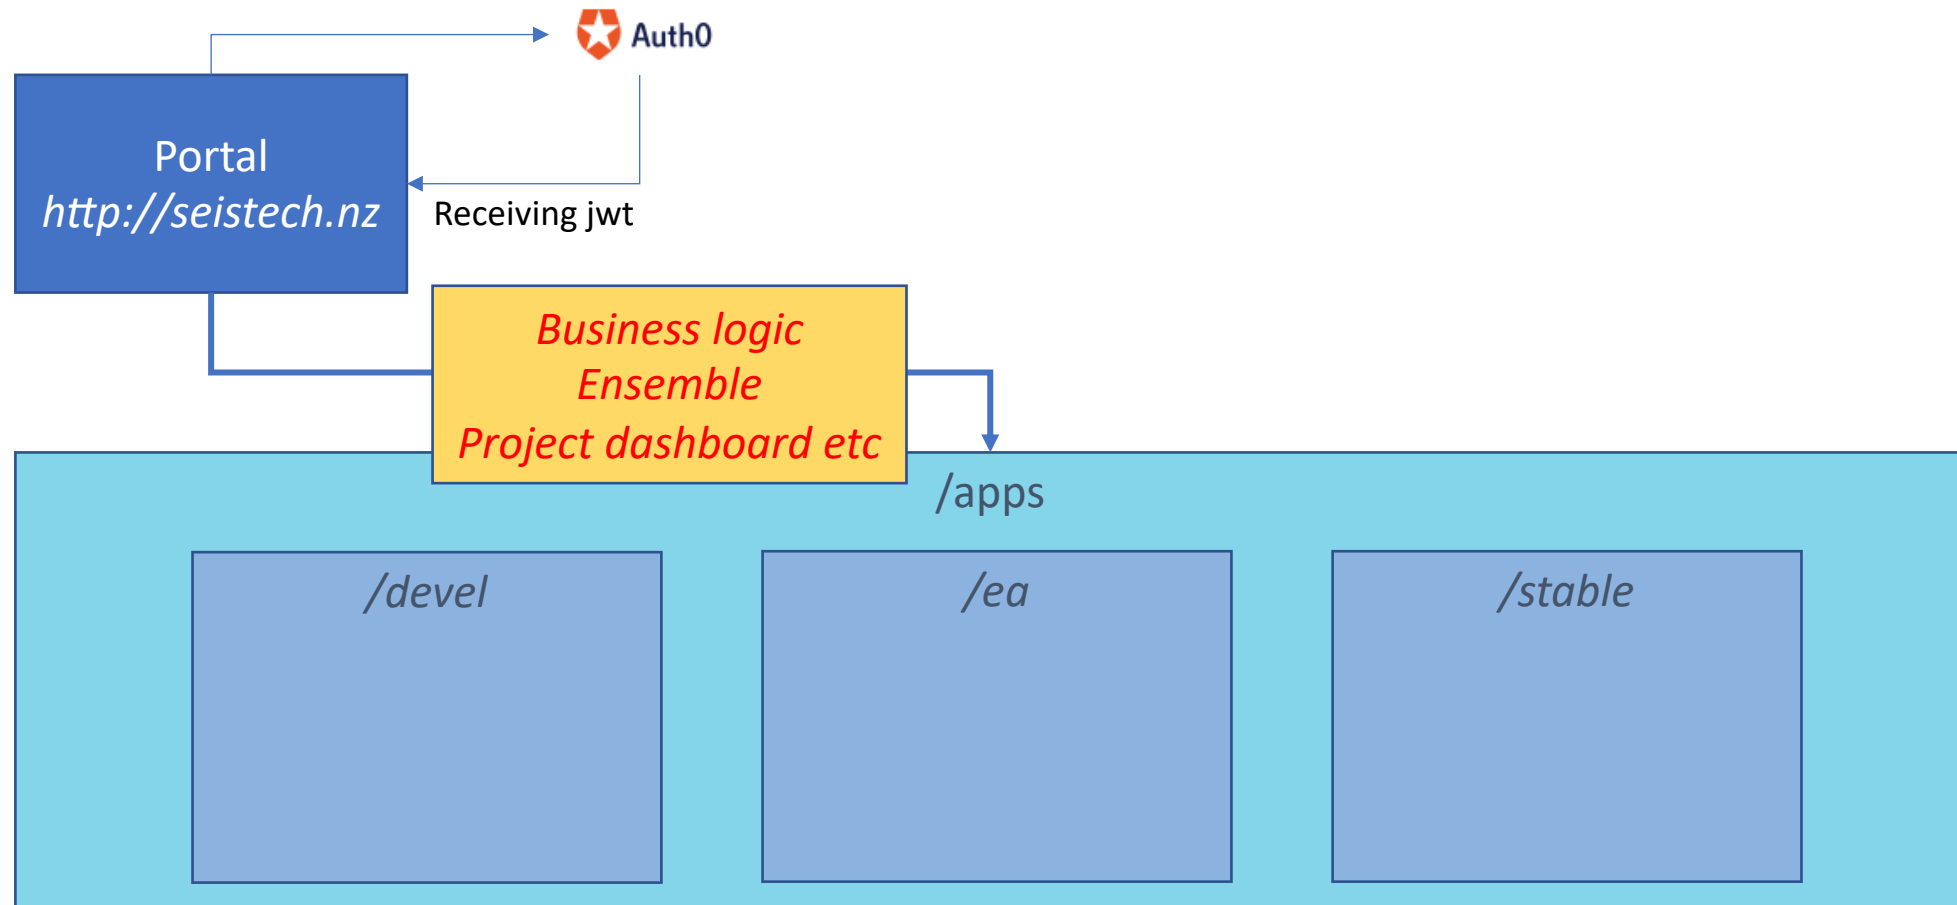 Auth0
Portal
http://seistech.nz
Receiving jwt
Business logic
Ensemble
Project dashboard etc
/apps
/devel
/ea
/stable